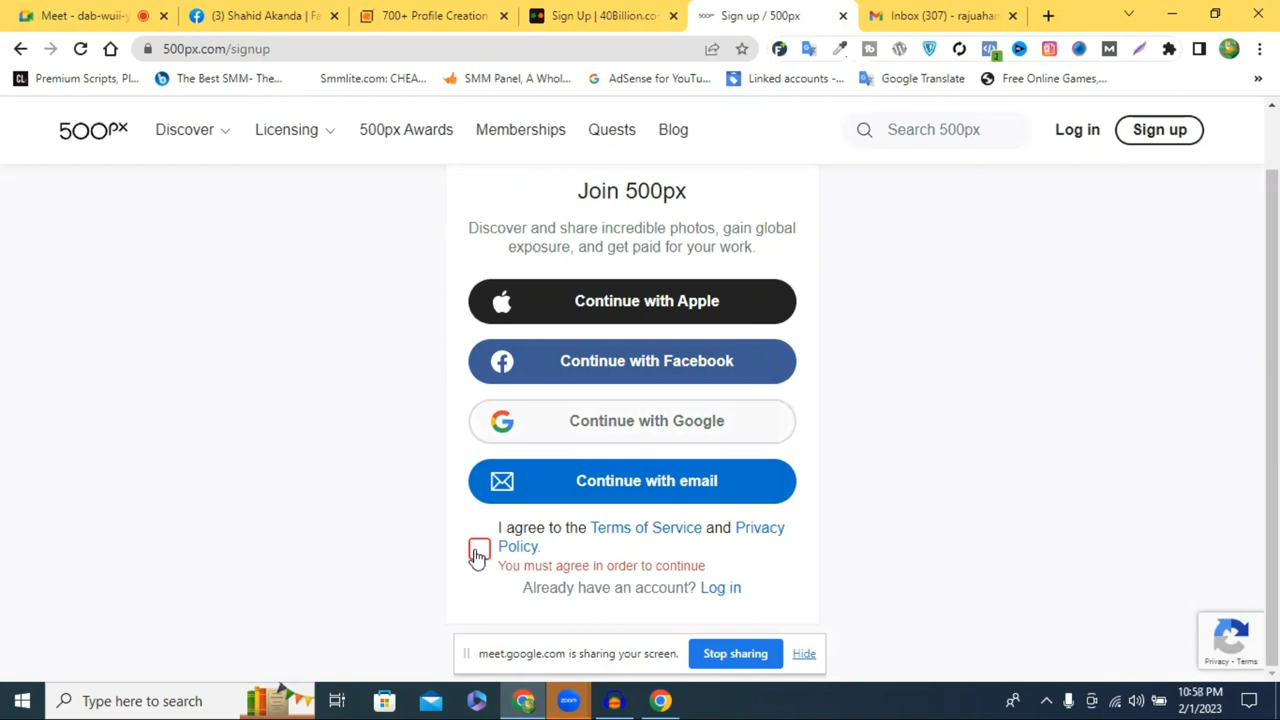 Meet - dab-wuii-y
(3) Shahid Akanda | Fa
700+ Profile Creation
Sign Up | 40Billion.co
500px
Sign up / 500px
Inbox (307) - rajuahan
500px.com/signup
CL Premium Scripts, Pl...
The Best SMM- The...
Smmlite.com: CHEA...
SMM Panel, A Whol...
AdSense for YouTu...
Linked accounts -...
Google Translate
Free Online Games,...
»
500px
Discover
Licensing
500px Awards
Memberships
Quests
Blog
Search 500px
Log in
Sign up
Join 500px
Discover and share incredible photos, gain global
exposure, and get paid for your work.
Continue with Apple
Continue with Facebook
Continue with Google
Continue with email
I agree to the Terms of Service and Privacy
Policy.
You must agree in order to continue
Already have an account? Log in
meet.google.com is sharing your screen.
Stop sharing
Hide
Privacy - Terms
Type here to search
10:58 PM
2/1/2023